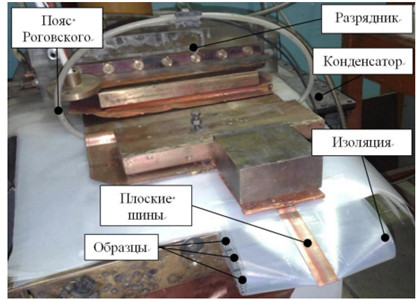 Пояс
Роговского
Разрядник
Конденсатор
Изоляция
Плоские
шины
Образцы